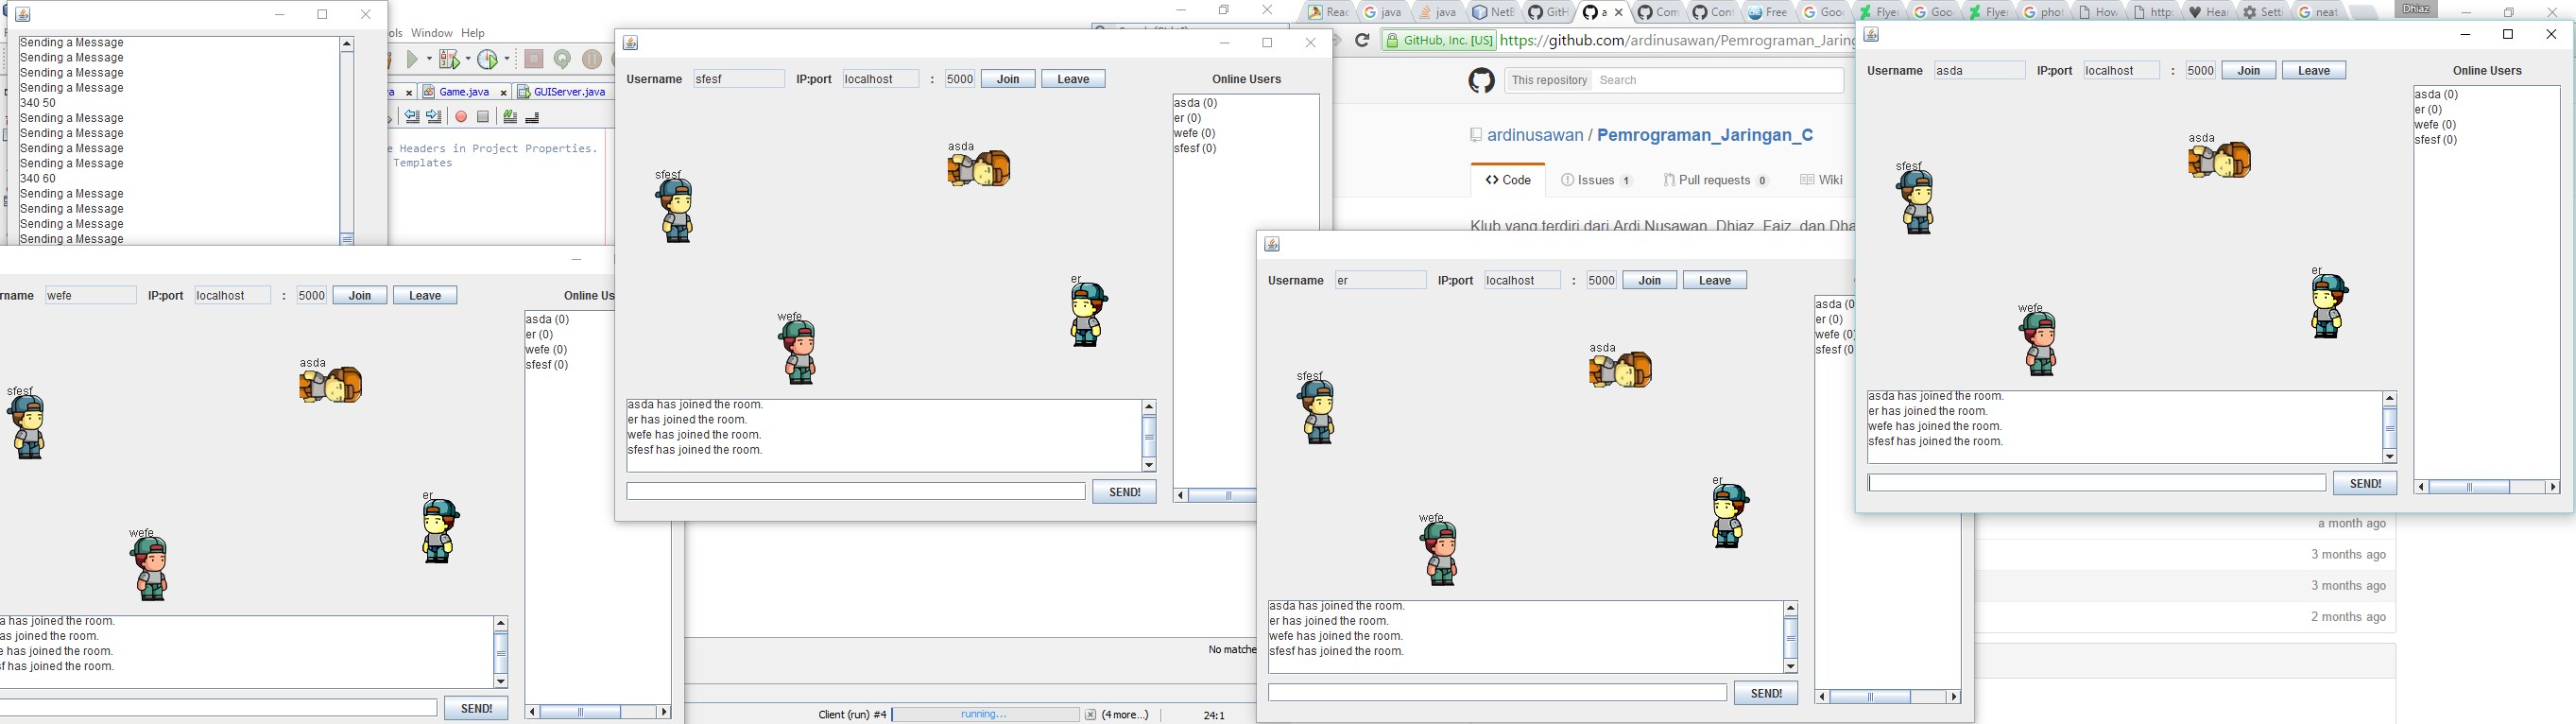 Sending a Message
Sending a Message
Sending a Message
Sending a Message
340 50
Sending a Message
Sending a Message
Sending a Message
Sending a Message
340 60
Sending a Message
Sending a Message
Sending a Message
Sending a Message
ols Window Help
Game.java
GUIServer.java
e Headers in Project Properties.
Templates
rname wefe IP:port localhost : 5000 Join Leave
Online Us
asda (0)
er (0)
wefe (0)
sfesf (0)
asda
sfesf
er
wefe
a has joined the room.
as joined the room.
e has joined the room.
sf has joined the room.
SEND!
Username sfesf IP:port localhost : 5000 Join Leave
Online Users
asda (0)
er (0)
wefe (0)
sfesf (0)
asda
sfesf
er
wefe
asda has joined the room.
er has joined the room.
wefe has joined the room.
sfesf has joined the room.
SEND!
No matche
Client (run) #4 running... (4 more...) 24:1
Reac java java NetB GitH a Com Con Free Goo Flye Goo Flye phot How http: Hear Setti neat Dhiaz
GitHub, Inc. [US] https://github.com/ardinusawan/Pemrograman_Jaring
This repository Search
ardinusawan / Pemrograman_Jaringan_C
Code Issues 1 Pull requests 0 Wiki
Klub yang terdiri dari Ardi Nusawan, Dhiaz, Faiz, dan Dha
a month ago
3 months ago
3 months ago
2 months ago
Username er IP:port localhost : 5000 Join Leave
asda (0
er (0)
wefe (0)
sfesf (0
asda
sfesf
er
wefe
asda has joined the room.
er has joined the room.
wefe has joined the room.
sfesf has joined the room.
SEND!
Username asda IP:port localhost : 5000 Join Leave
Online Users
asda (0)
er (0)
wefe (0)
sfesf (0)
asda
sfesf
er
wefe
asda has joined the room.
er has joined the room.
wefe has joined the room.
sfesf has joined the room.
SEND!